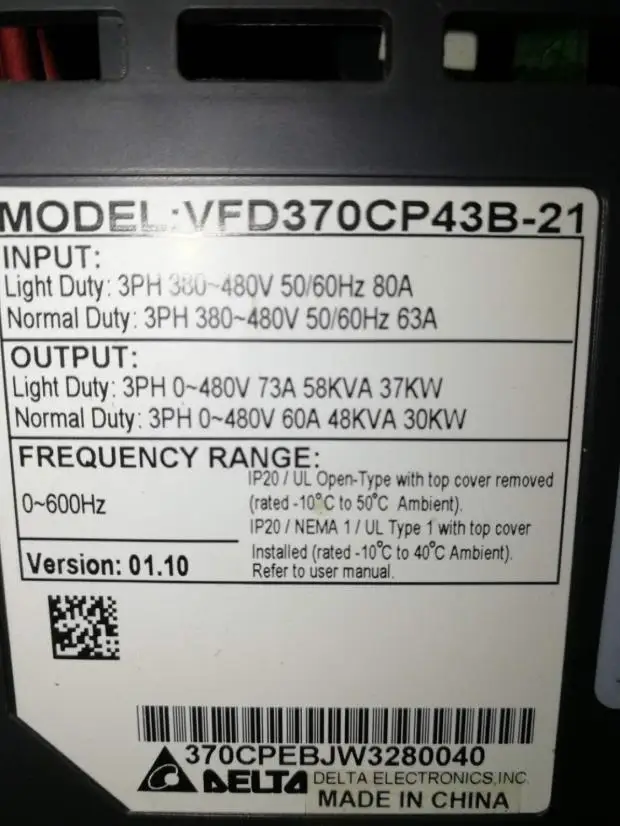 MODEL:VFD370CP43B-21
INPUT:
Light Duty: 3PH 380~480V 50/60Hz 80A
Normal Duty: 3PH 380~480V 50/60Hz 63A
OUTPUT:
Light Duty: 3PH 0~480V 73A 58KVA 37KW
Normal Duty: 3PH 0~480V 60A 48KVA 30KW
FREQUENCY RANGE:
0~600Hz
IP20 / UL Open-Type with top cover removed
(rated -10°C to 50°C Ambient).
IP20 / NEMA 1 / UL Type 1 with top cover
Installed (rated -10°C to 40°C Ambient).
Refer to user manual.
Version: 01.10
370CPEBJW3280040
DELTA DELTA ELECTRONICS,INC.
MADE IN CHINA